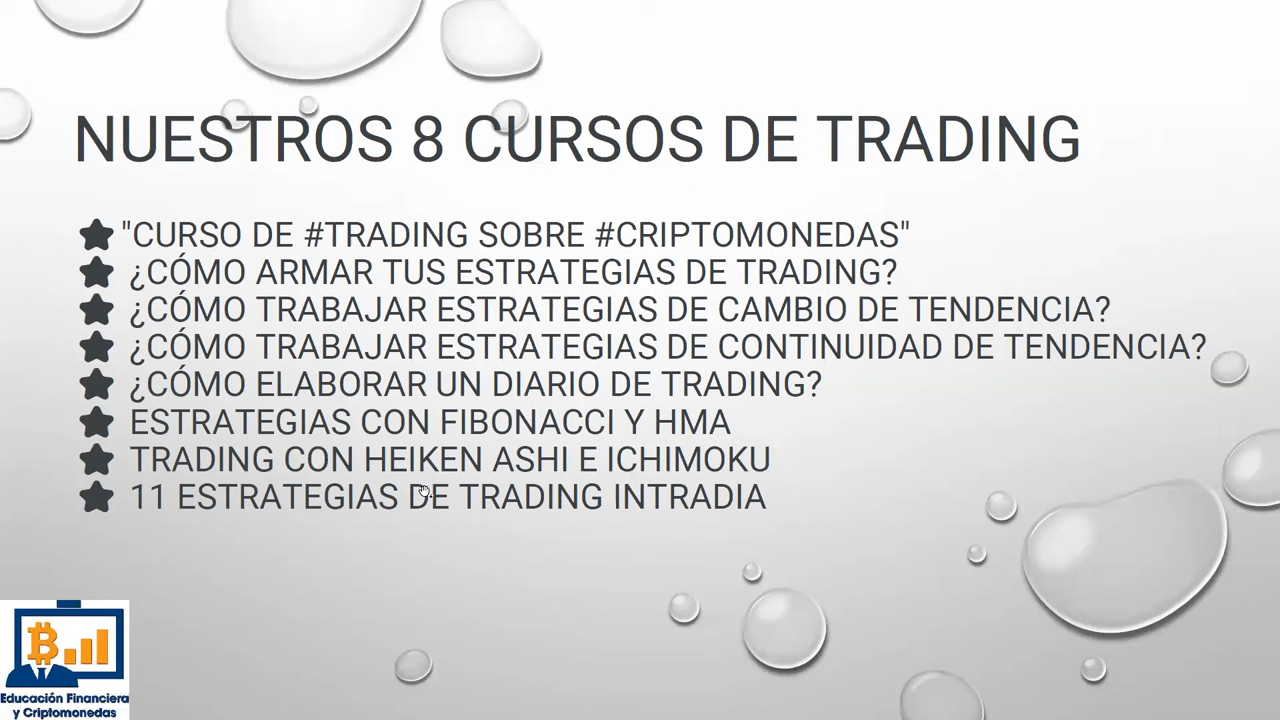 NUESTROS 8 CURSOS DE TRADING
"CURSO DE #TRADING SOBRE #CRIPTOMONEDAS"
¿CÓMO ARMAR TUS ESTRATEGIAS DE TRADING?
¿CÓMO TRABAJAR ESTRATEGIAS DE CAMBIO DE TENDENCIA?
¿CÓMO TRABAJAR ESTRATEGIAS DE CONTINUIDAD DE TENDENCIA?
¿CÓMO ELABORAR UN DIARIO DE TRADING?
ESTRATEGIAS CON FIBONACCI Y HMA
TRADING CON HEIKEN ASHI E ICHIMOKU
11 ESTRATEGIAS DE TRADING INTRADIA
Educación Financiera
y Criptomonedas